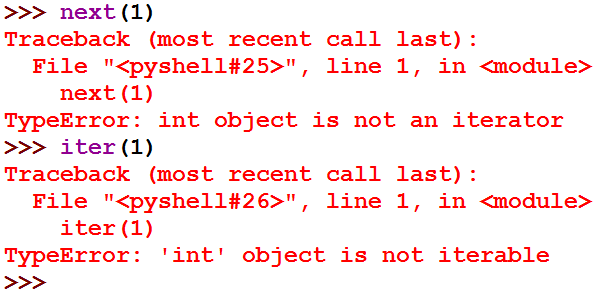 >>> next(1)
Traceback (most recent call last):
  File "<pyshell#25>", line 1, in <module>
    next(1)
TypeError: int object is not an iterator
>>> iter(1)
Traceback (most recent call last):
  File "<pyshell#26>", line 1, in <module>
    iter(1)
TypeError: 'int' object is not iterable
>>>